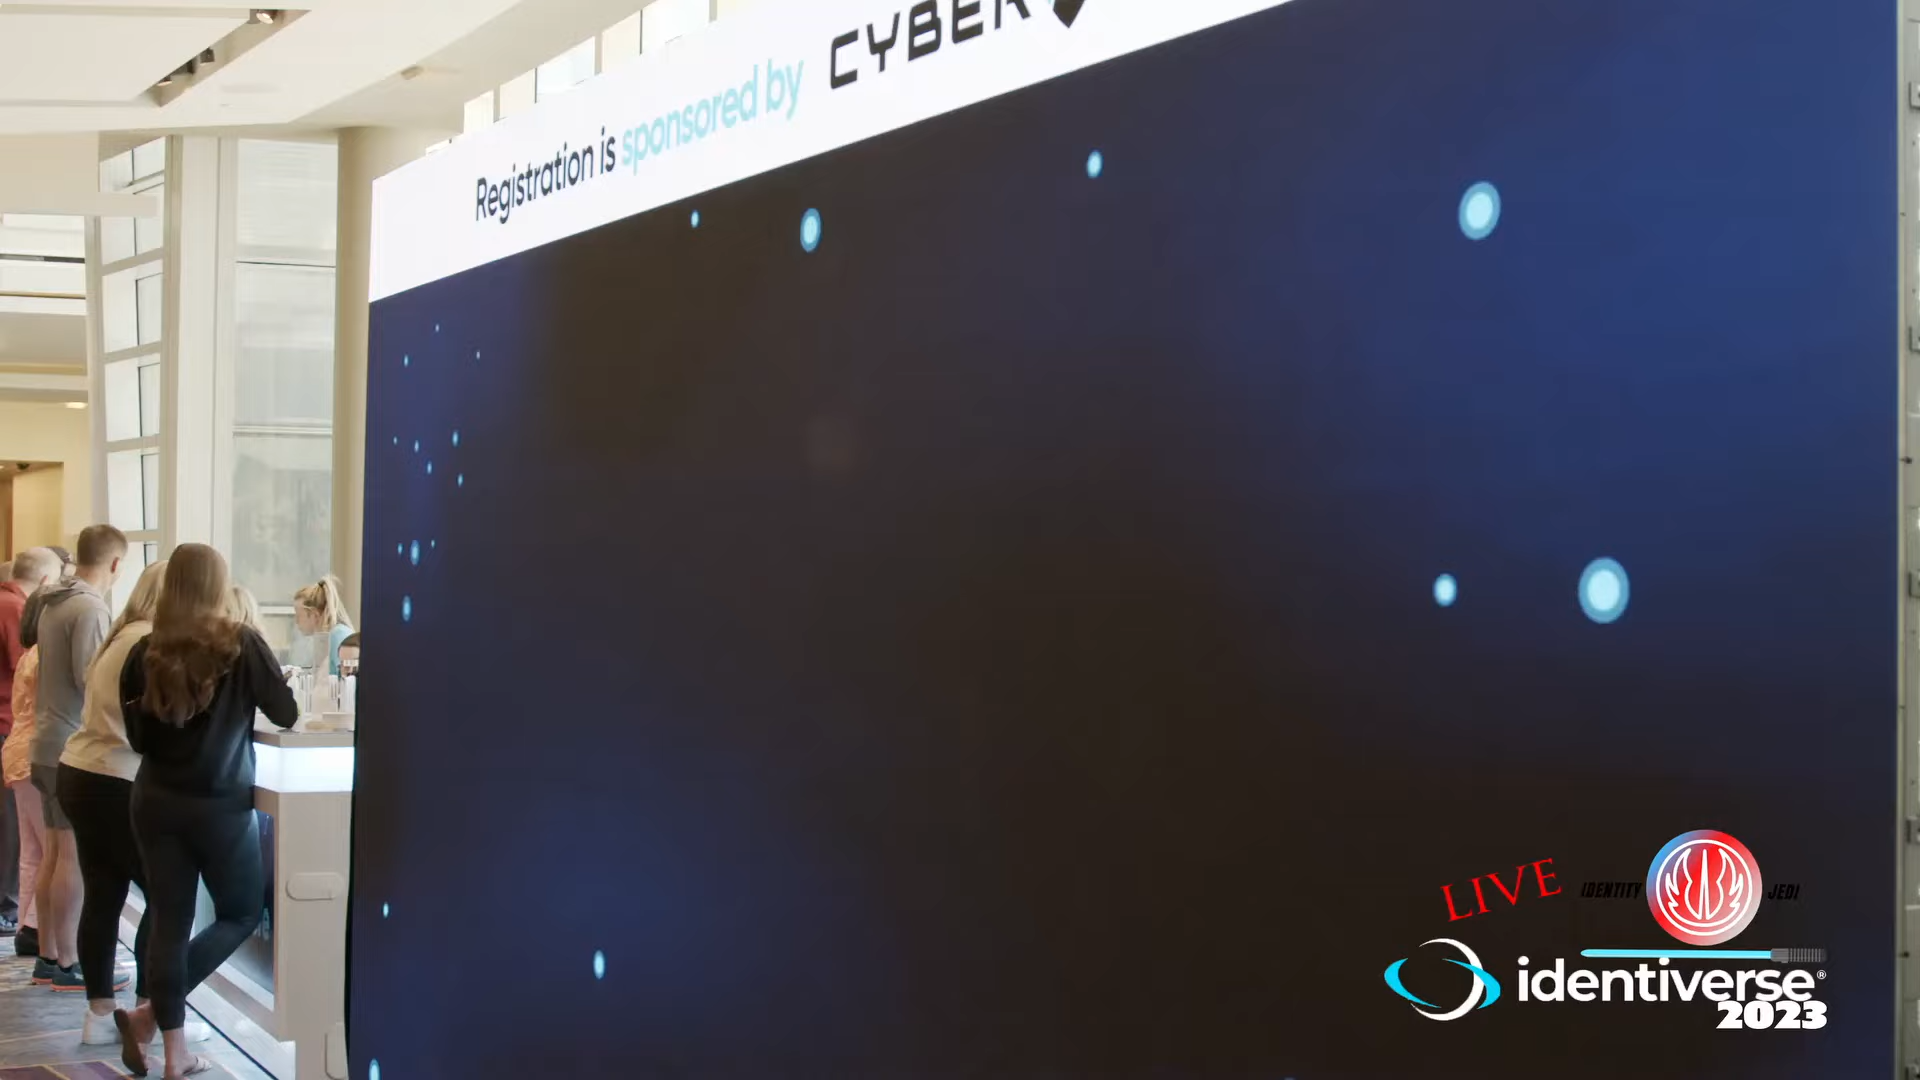 Registration is sponsored by CYBER
LIVE
IDENTITY JEDI
identiverse®
2023